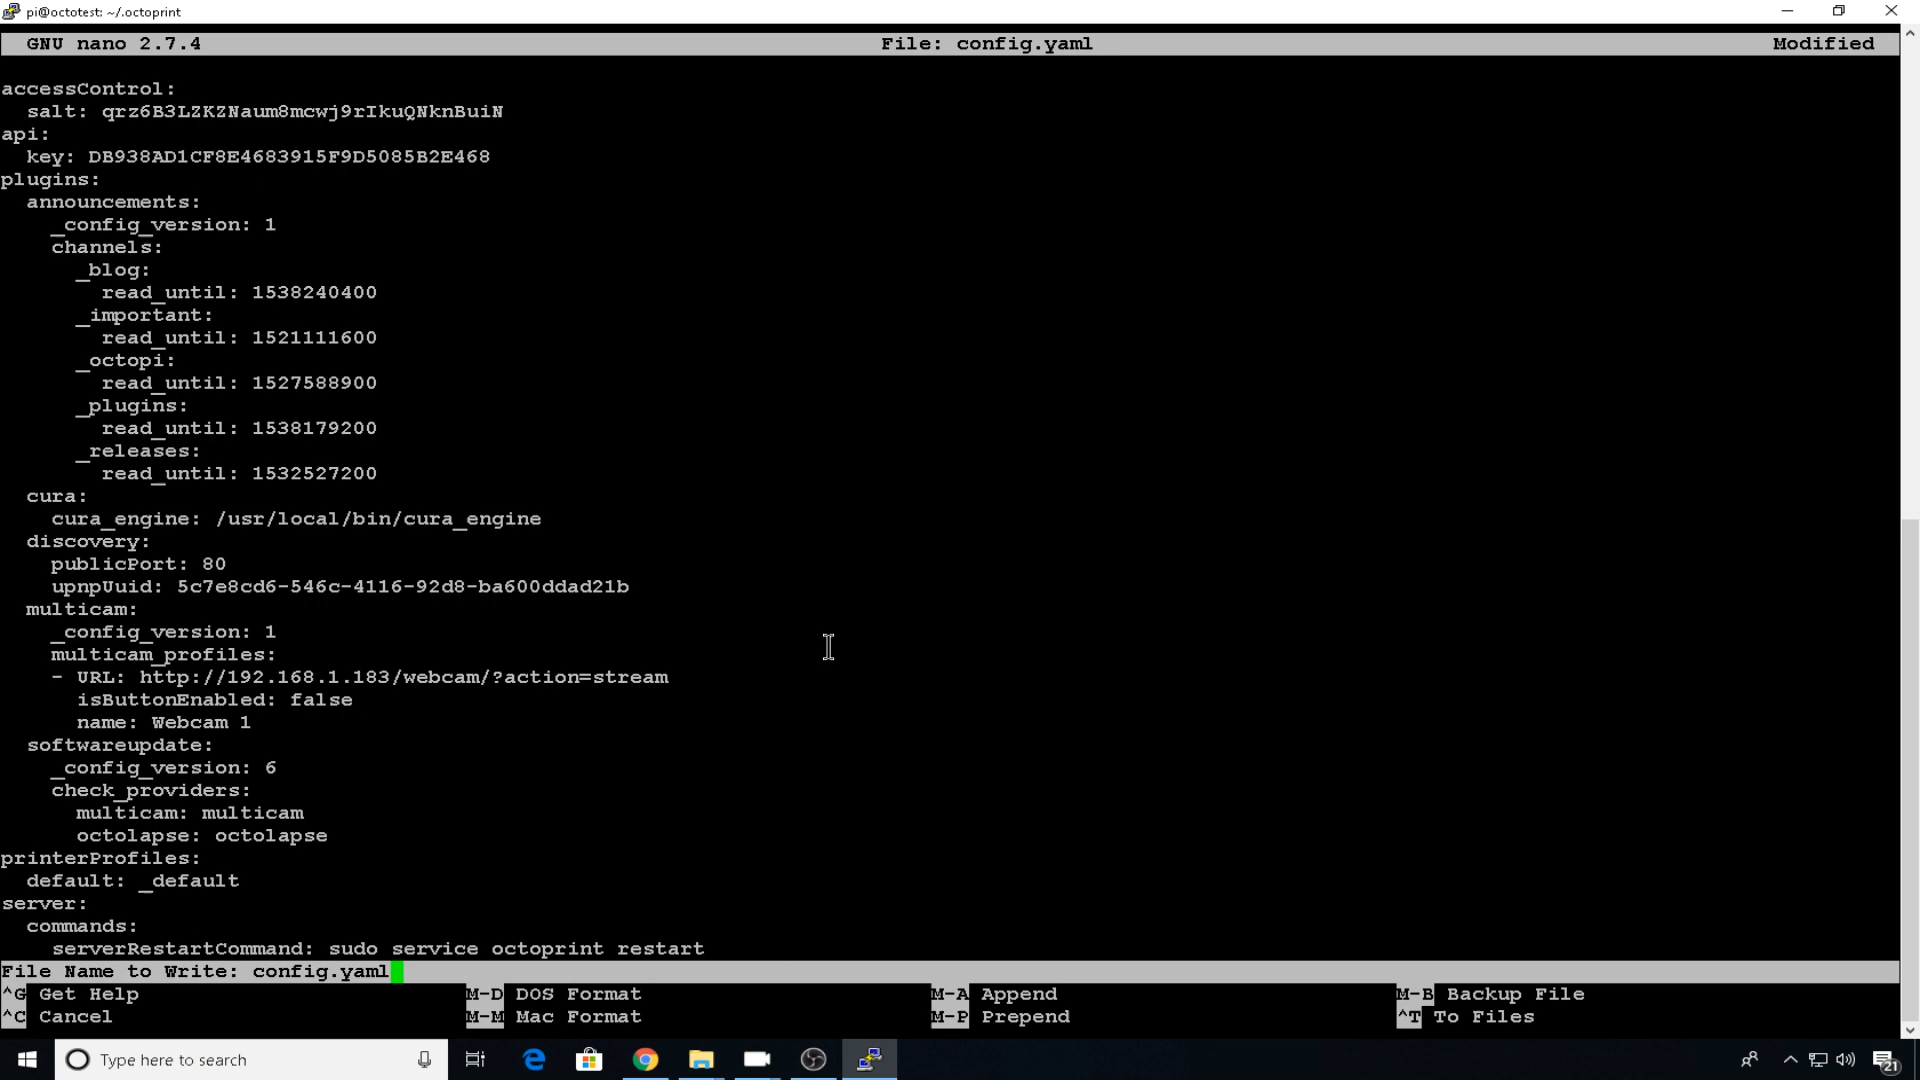 pi@octotest: ~/.octoprint
GNU nano 2.7.4 File: config.yaml Modified
accessControl:
  salt: qrz6B3LZKZNaum8mcwj9rIkuQNknBuiN
api:
  key: DB938AD1CF8E4683915F9D5085B2E468
plugins:
  announcements:
    _config_version: 1
    channels:
      _blog:
        read_until: 1538240400
      _important:
        read_until: 1521111600
      _octopi:
        read_until: 1527588900
      _plugins:
        read_until: 1538179200
      _releases:
        read_until: 1532527200
  cura:
    cura_engine: /usr/local/bin/cura_engine
  discovery:
    publicPort: 80
    upnpUuid: 5c7e8cd6-546c-4116-92d8-ba600ddad21b
  multicam:
    _config_version: 1
    multicam_profiles:
    - URL: http://192.168.1.183/webcam/?action=stream
      isButtonEnabled: false
      name: Webcam 1
  softwareupdate:
    _config_version: 6
    check_providers:
      multicam: multicam
      octolapse: octolapse
printerProfiles:
  default: _default
server:
  commands:
    serverRestartCommand: sudo service octoprint restart
File Name to Write: config.yaml
^G Get Help M-D DOS Format M-A Append M-B Backup File
^C Cancel M-M Mac Format M-P Prepend ^T To Files
Type here to search
21